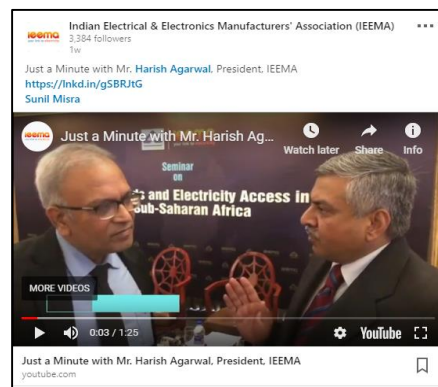 ieema
Indian Electrical & Electronics Manufacturers' Association (IEEMA)
3,384 followers
1w
Just a Minute with Mr. Harish Agarwal, President, IEEMA
https://lnkd.in/gSBRJtG
Sunil Misra
ieema
Just a Minute with Mr. Harish Ag...
Watch later
Share
Info
Seminar
on
and Electricity Access in
Sub-Saharan Africa
MORE VIDEOS
0:03 / 1:25
YouTube
Just a Minute with Mr. Harish Agarwal, President, IEEMA
youtube.com